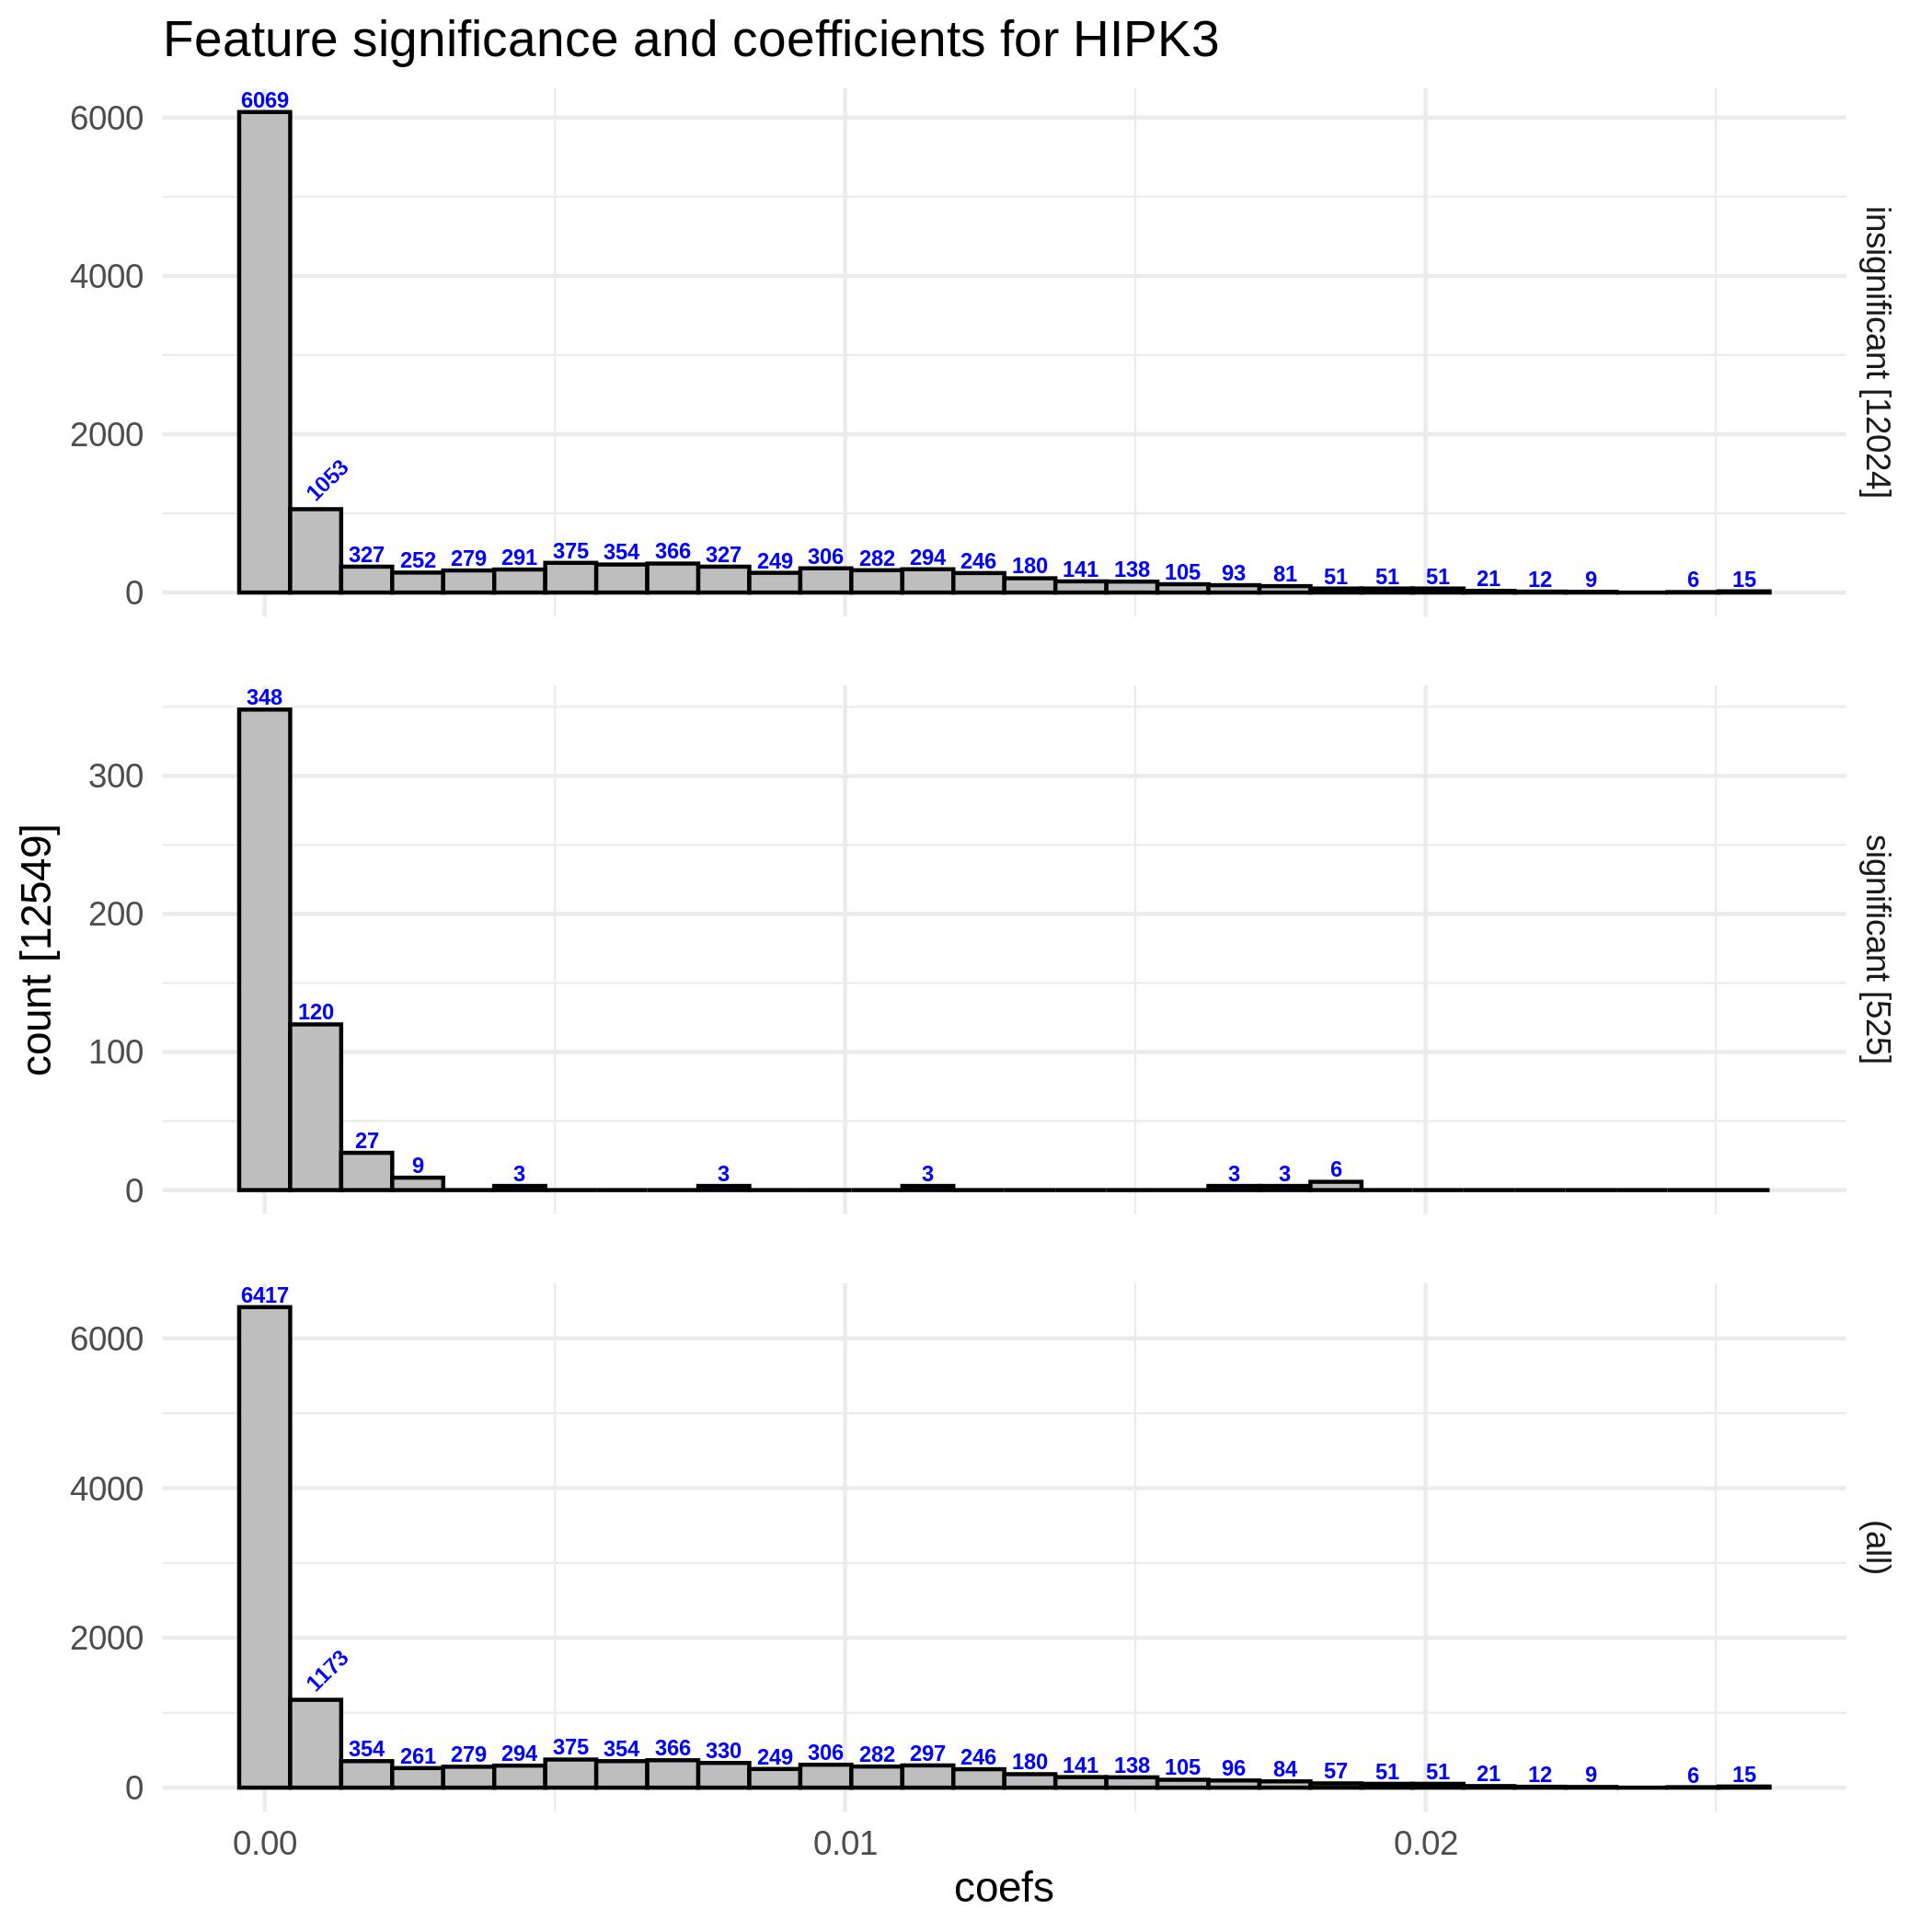 Feature significance and coefficients for HIPK3
count [12549]
6000
4000
2000
0
6069
1053
327 252 279 291 375 354 366 327 249 306 282 294 246 180 141 138 105 93 81 51 51 51 21 12 9 6 15
insignificant [12024]
300
200
100
0
348
120
27
9
3 3 3 3 3 6
significant [525]
6000
4000
2000
0
6417
1173
354 261 279 294 375 354 366 330 249 306 282 297 246 180 141 138 105 96 84 57 51 51 21 12 9 6 15
(all)
0.00 0.01 0.02
coefs